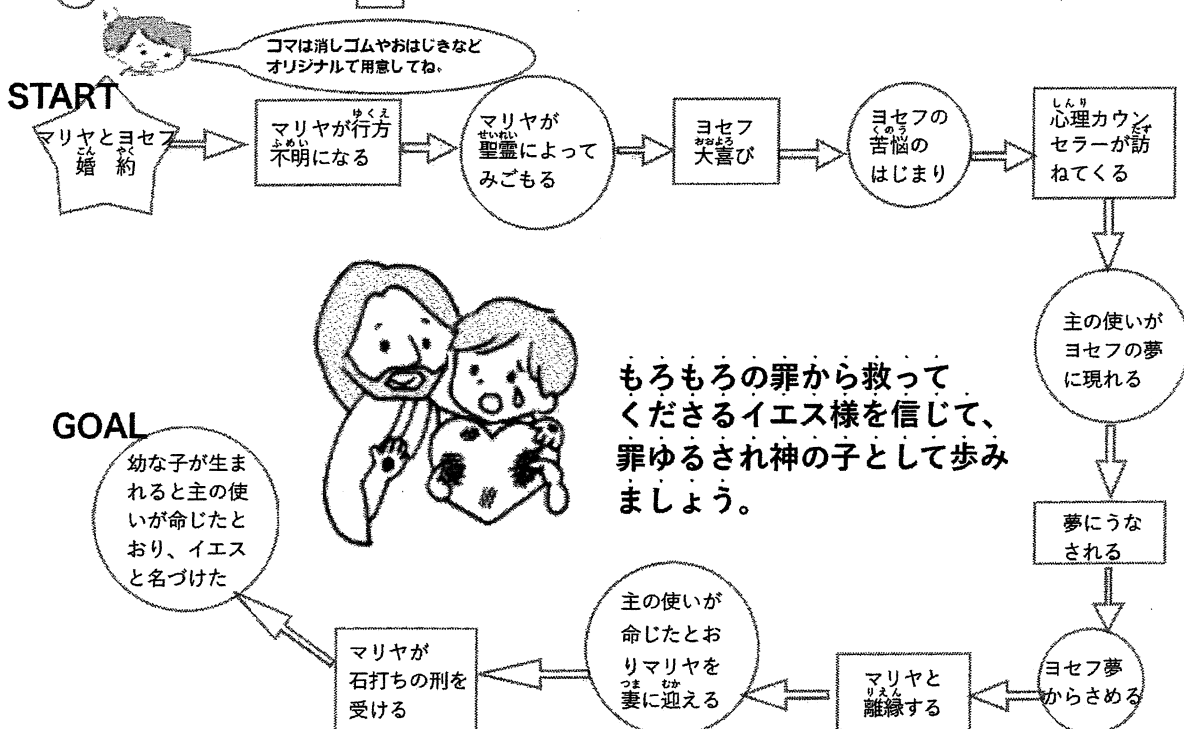 コマは消しゴムやおはじきなど
オリジナルで用意してね。
START
マリヤとヨセフ
婚約
マリヤが行方
不明になる
マリヤが
聖霊によって
みごもる
ヨセフ
大喜び
ヨセフの
苦悩の
はじまり
心理カウン
セラーが訪
ねてくる
主の使いが
ヨセフの夢
に現れる
夢にうな
される
ヨセフ夢
からさめる
マリヤと
離縁する
主の使いが
命じたとお
りマリヤを
妻に迎える
マリヤが
石打ちの刑を
受ける
GOAL
幼な子が生ま
れると主の使
いが命じたと
おり、イエス
と名づけた
もろもろの罪から救って
くださるイエス様を信じて、
罪ゆるされ神の子として歩み
ましょう。